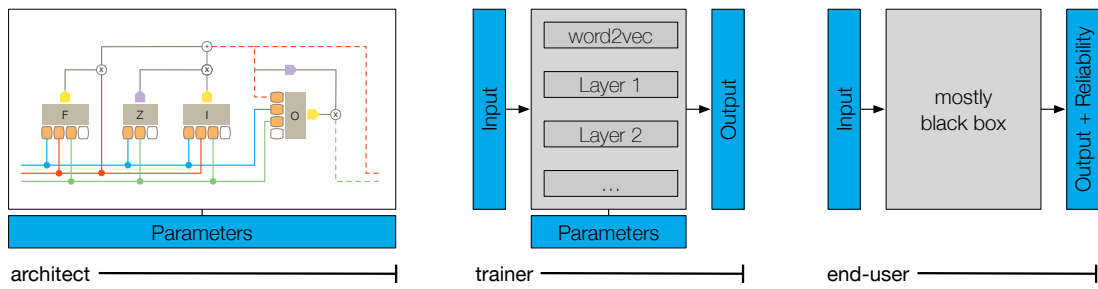 F
Z
I
O
x
x
+
x
Parameters
architect
Input
word2vec
Layer 1
Layer 2
...
Parameters
Output
trainer
Input
mostly
black box
Output + Reliability
end-user